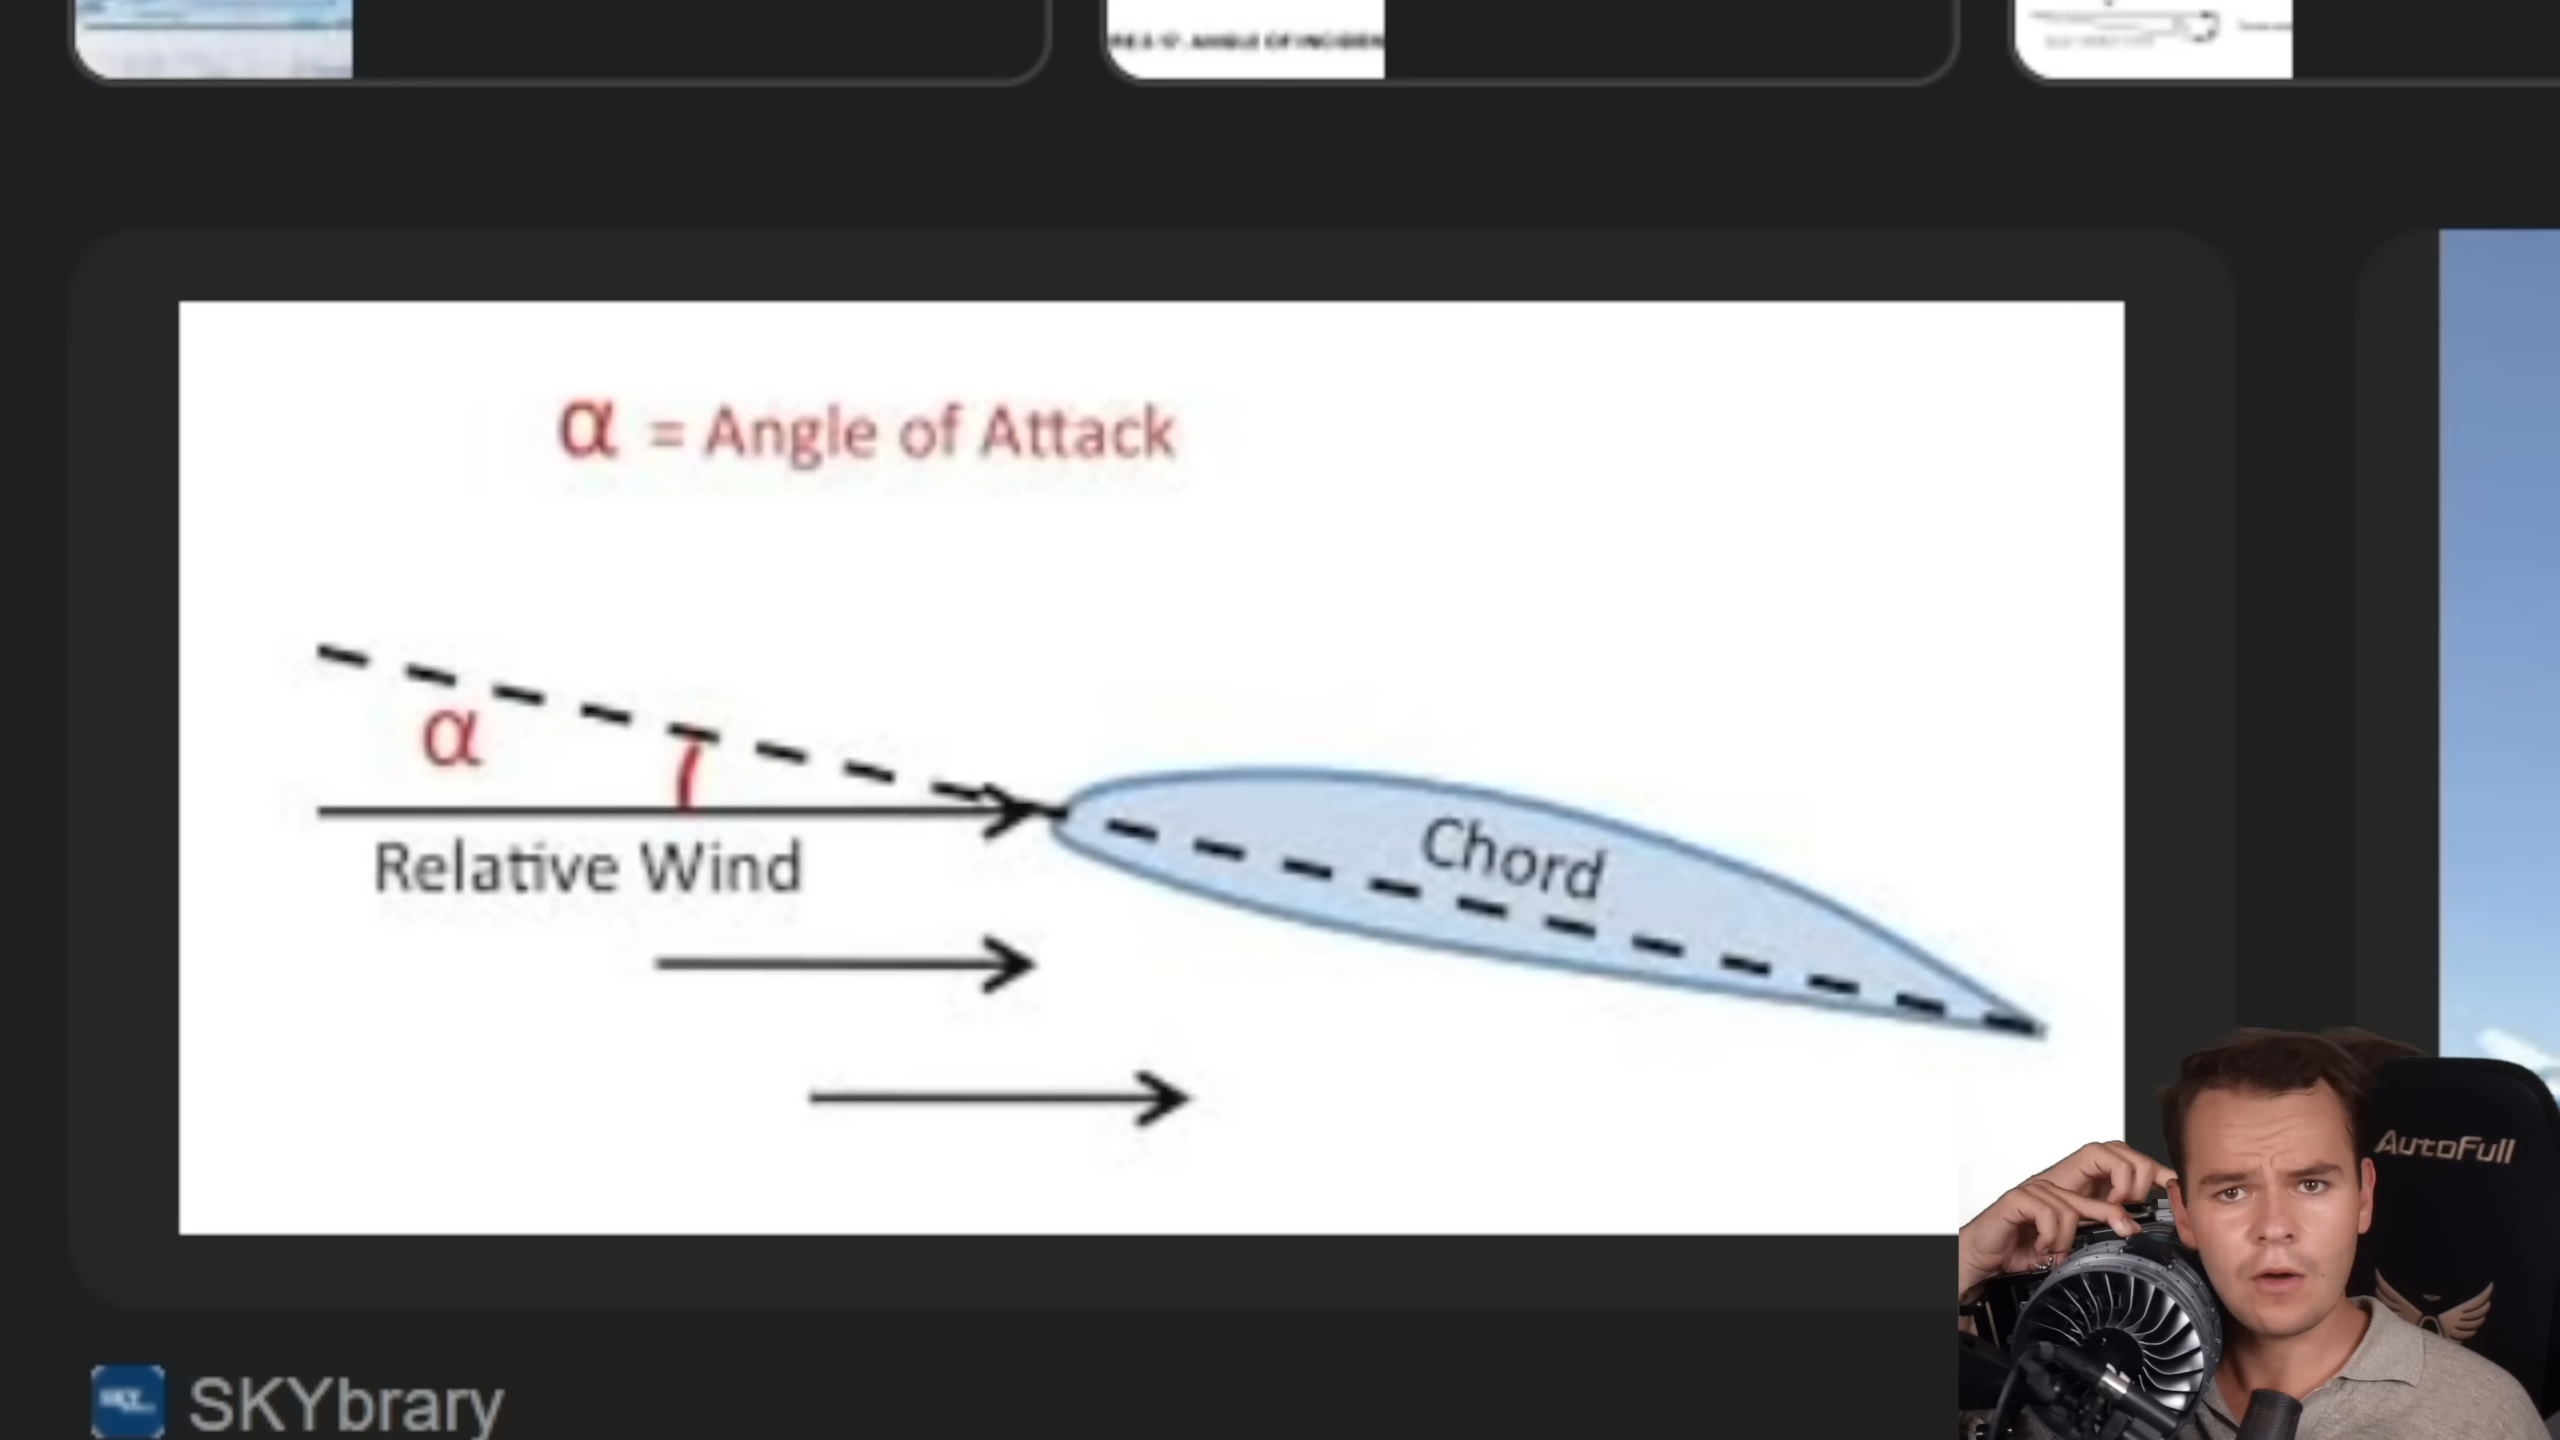 α = Angle of Attack
α
Relative Wind
Chord
AutoFull
SKYbrary